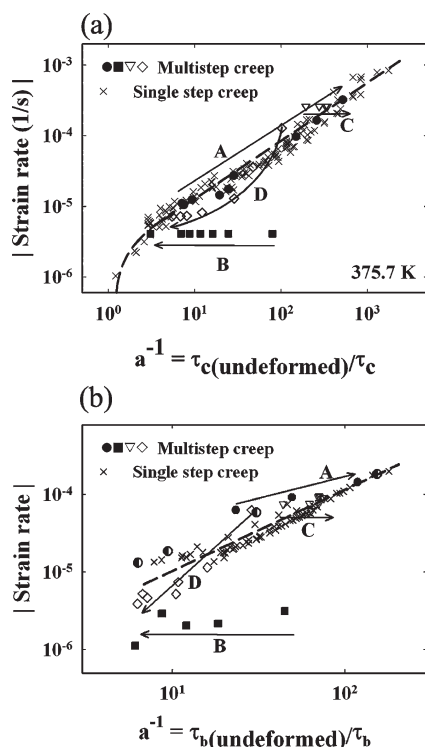 (a)
10⁻³
● ■ ▽ ◇ Multistep creep
× Single step creep
C
10⁻⁴
A
D
10⁻⁵
B
10⁻⁶
375.7 K
10⁰ 10¹ 10² 10³
| Strain rate (1/s) |
a⁻¹ = τc(undeformed)/τc
(b)
● ■ ▽ ◇ Multistep creep
× Single step creep
A
10⁻⁴
C
10⁻⁵
D
B
10⁻⁶
10¹ 10²
| Strain rate |
a⁻¹ = τb(undeformed)/τb